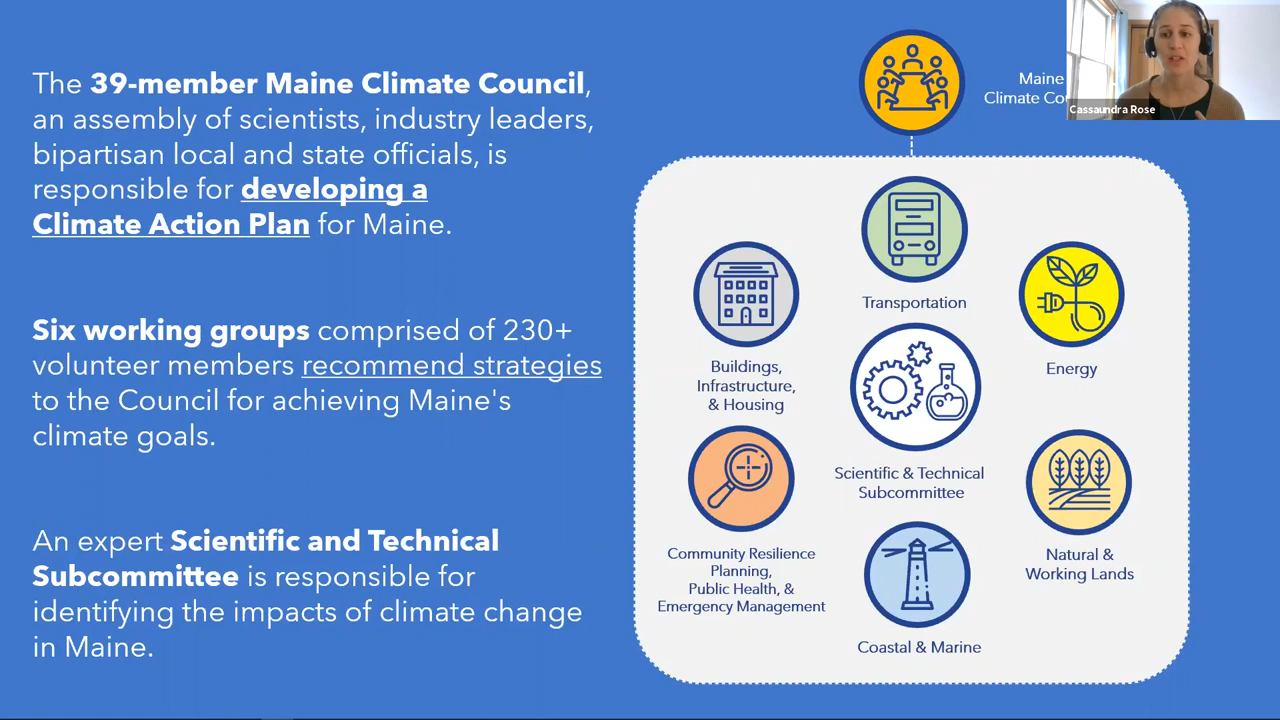 The 39-member Maine Climate Council,
an assembly of scientists, industry leaders,
bipartisan local and state officials, is
responsible for developing a
Climate Action Plan for Maine.
Six working groups comprised of 230+
volunteer members recommend strategies
to the Council for achieving Maine's
climate goals.
An expert Scientific and Technical
Subcommittee is responsible for
identifying the impacts of climate change
in Maine.
Maine
Climate Co
Cassaundra Rose
Transportation
Buildings,
Infrastructure,
& Housing
Energy
Scientific & Technical
Subcommittee
Community Resilience
Planning,
Public Health, &
Emergency Management
Natural &
Working Lands
Coastal & Marine